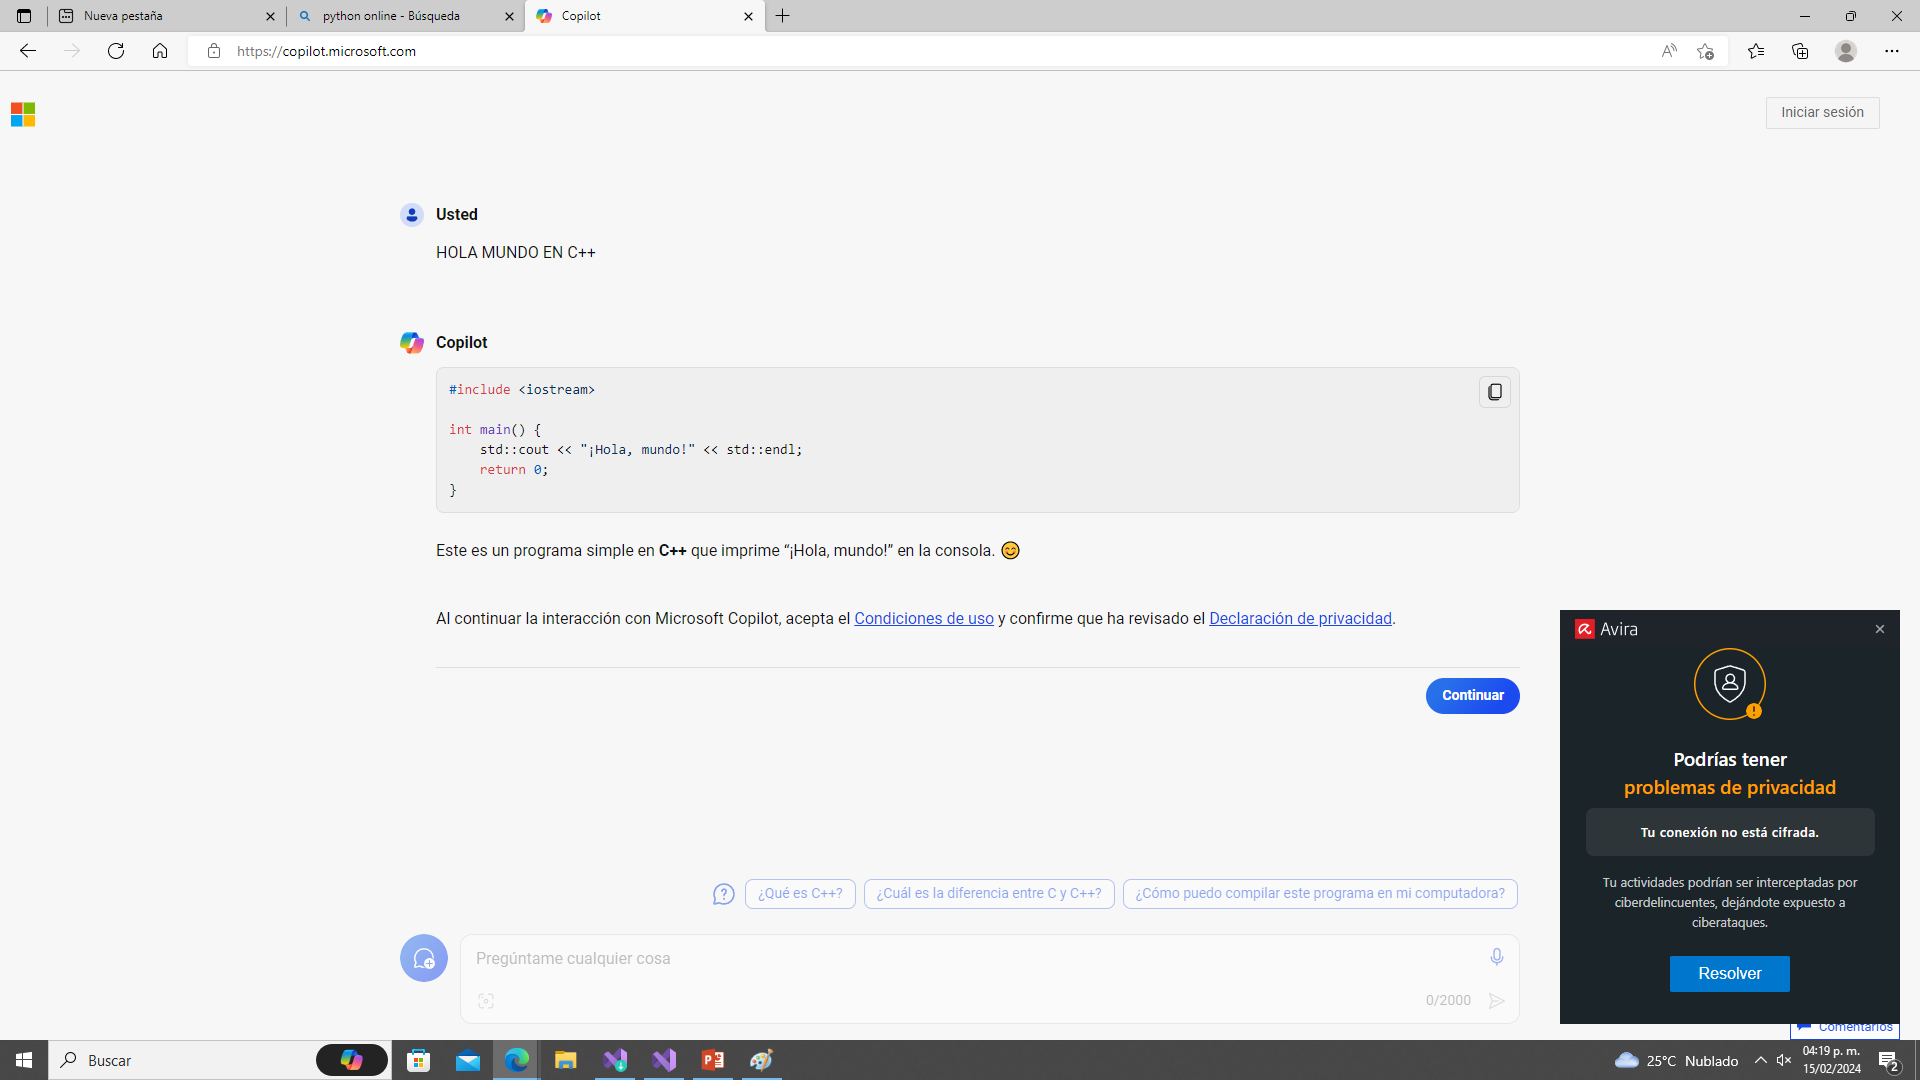 Nueva pestaña
python online - Búsqueda
Copilot
https://copilot.microsoft.com
Iniciar sesión
Usted
HOLA MUNDO EN C++
Copilot
#include <iostream>
int main() {
    std::cout << "¡Hola, mundo!" << std::endl;
    return 0;
}
Este es un programa simple en C++ que imprime “¡Hola, mundo!” en la consola. 😊
Al continuar la interacción con Microsoft Copilot, acepta el Condiciones de uso y confirme que ha revisado el Declaración de privacidad.
Continuar
¿Qué es C++?
¿Cuál es la diferencia entre C y C++?
¿Cómo puedo compilar este programa en mi computadora?
Pregúntame cualquier cosa
0/2000
Avira
Podrías tener
problemas de privacidad
Tu conexión no está cifrada.
Tu actividades podrían ser interceptadas por
ciberdelincuentes, dejándote expuesto a
ciberataques.
Resolver
Comentarios
Buscar
25°C Nublado
04:19 p. m.
15/02/2024
2